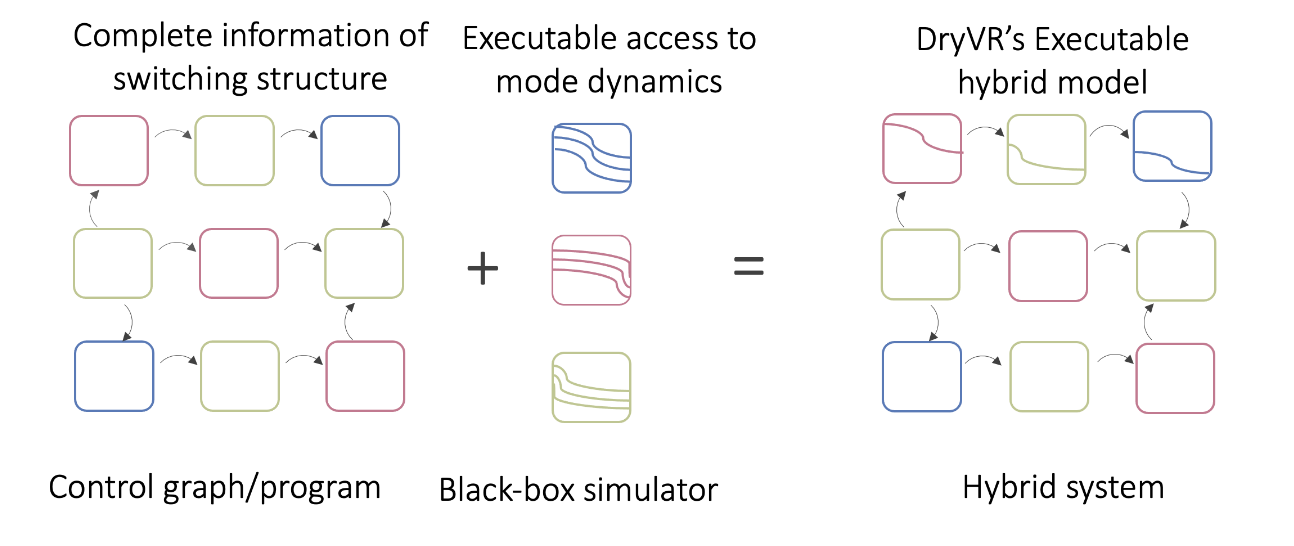 Complete information of
switching structure
Executable access to
mode dynamics
DryVR’s Executable
hybrid model
+
=
Control graph/program
Black-box simulator
Hybrid system